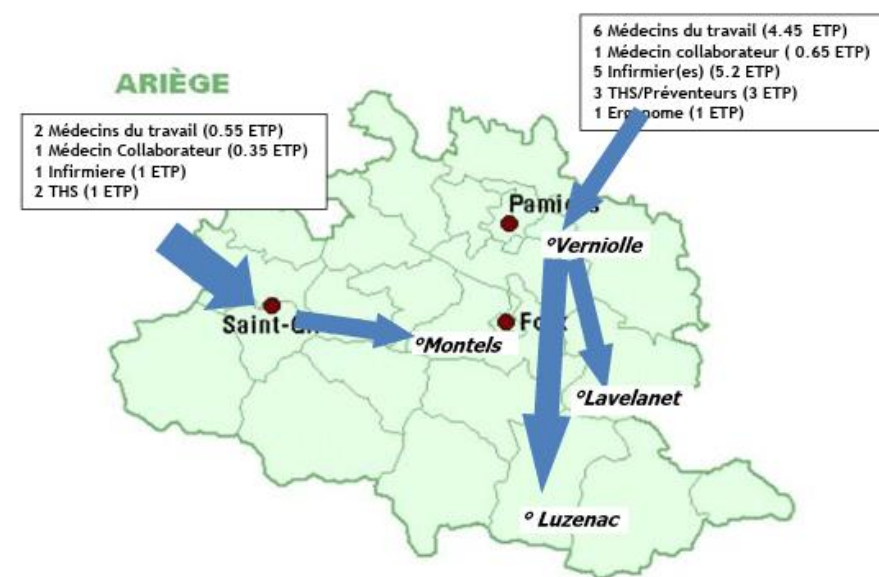 6 Médecins du travail (4.45 ETP)
1 Médecin collaborateur ( 0.65 ETP)
5 Infirmier(es) (5.2 ETP)
3 THS/Préventeurs (3 ETP)
1 (1 ETP)
ARIÈGE
2 Médecins du travail (0.55 ETP)
1 Médecin Collaborateur (0.35 ETP)
1 Infirmiere (1 ETP)
2 THS (1 ETP)
°Verniolle
°Montels
°Lavelanet
° Luzenac